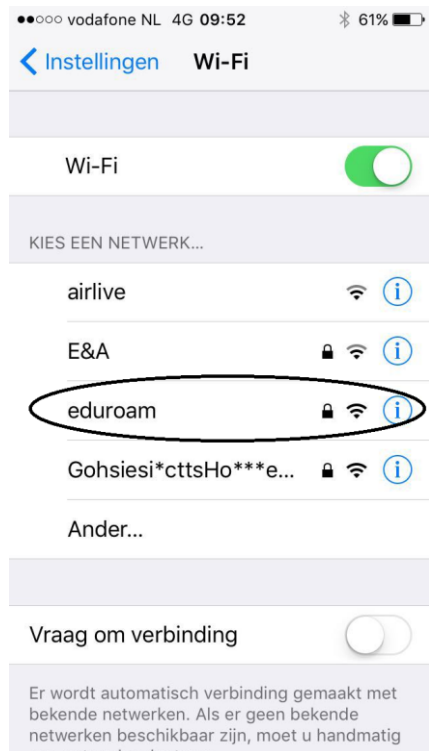 vodafone NL 4G 09:52 61%
Instellingen Wi-Fi
Wi-Fi
KIES EEN NETWERK...
airlive
E&A
eduroam
Gohsiesi*cttsHo***e...
Ander...
Vraag om verbinding
Er wordt automatisch verbinding gemaakt met
bekende netwerken. Als er geen bekende
netwerken beschikbaar zijn, moet u handmatig